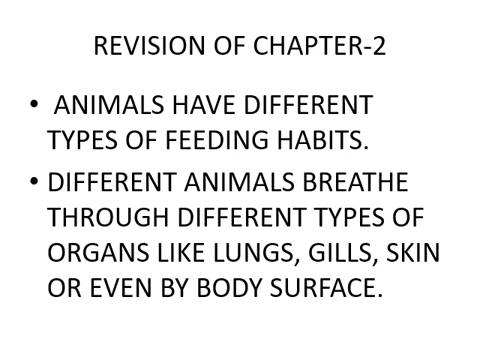 REVISION OF CHAPTER-2
• ANIMALS HAVE DIFFERENT
TYPES OF FEEDING HABITS.
• DIFFERENT ANIMALS BREATHE
THROUGH DIFFERENT TYPES OF
ORGANS LIKE LUNGS, GILLS, SKIN
OR EVEN BY BODY SURFACE.